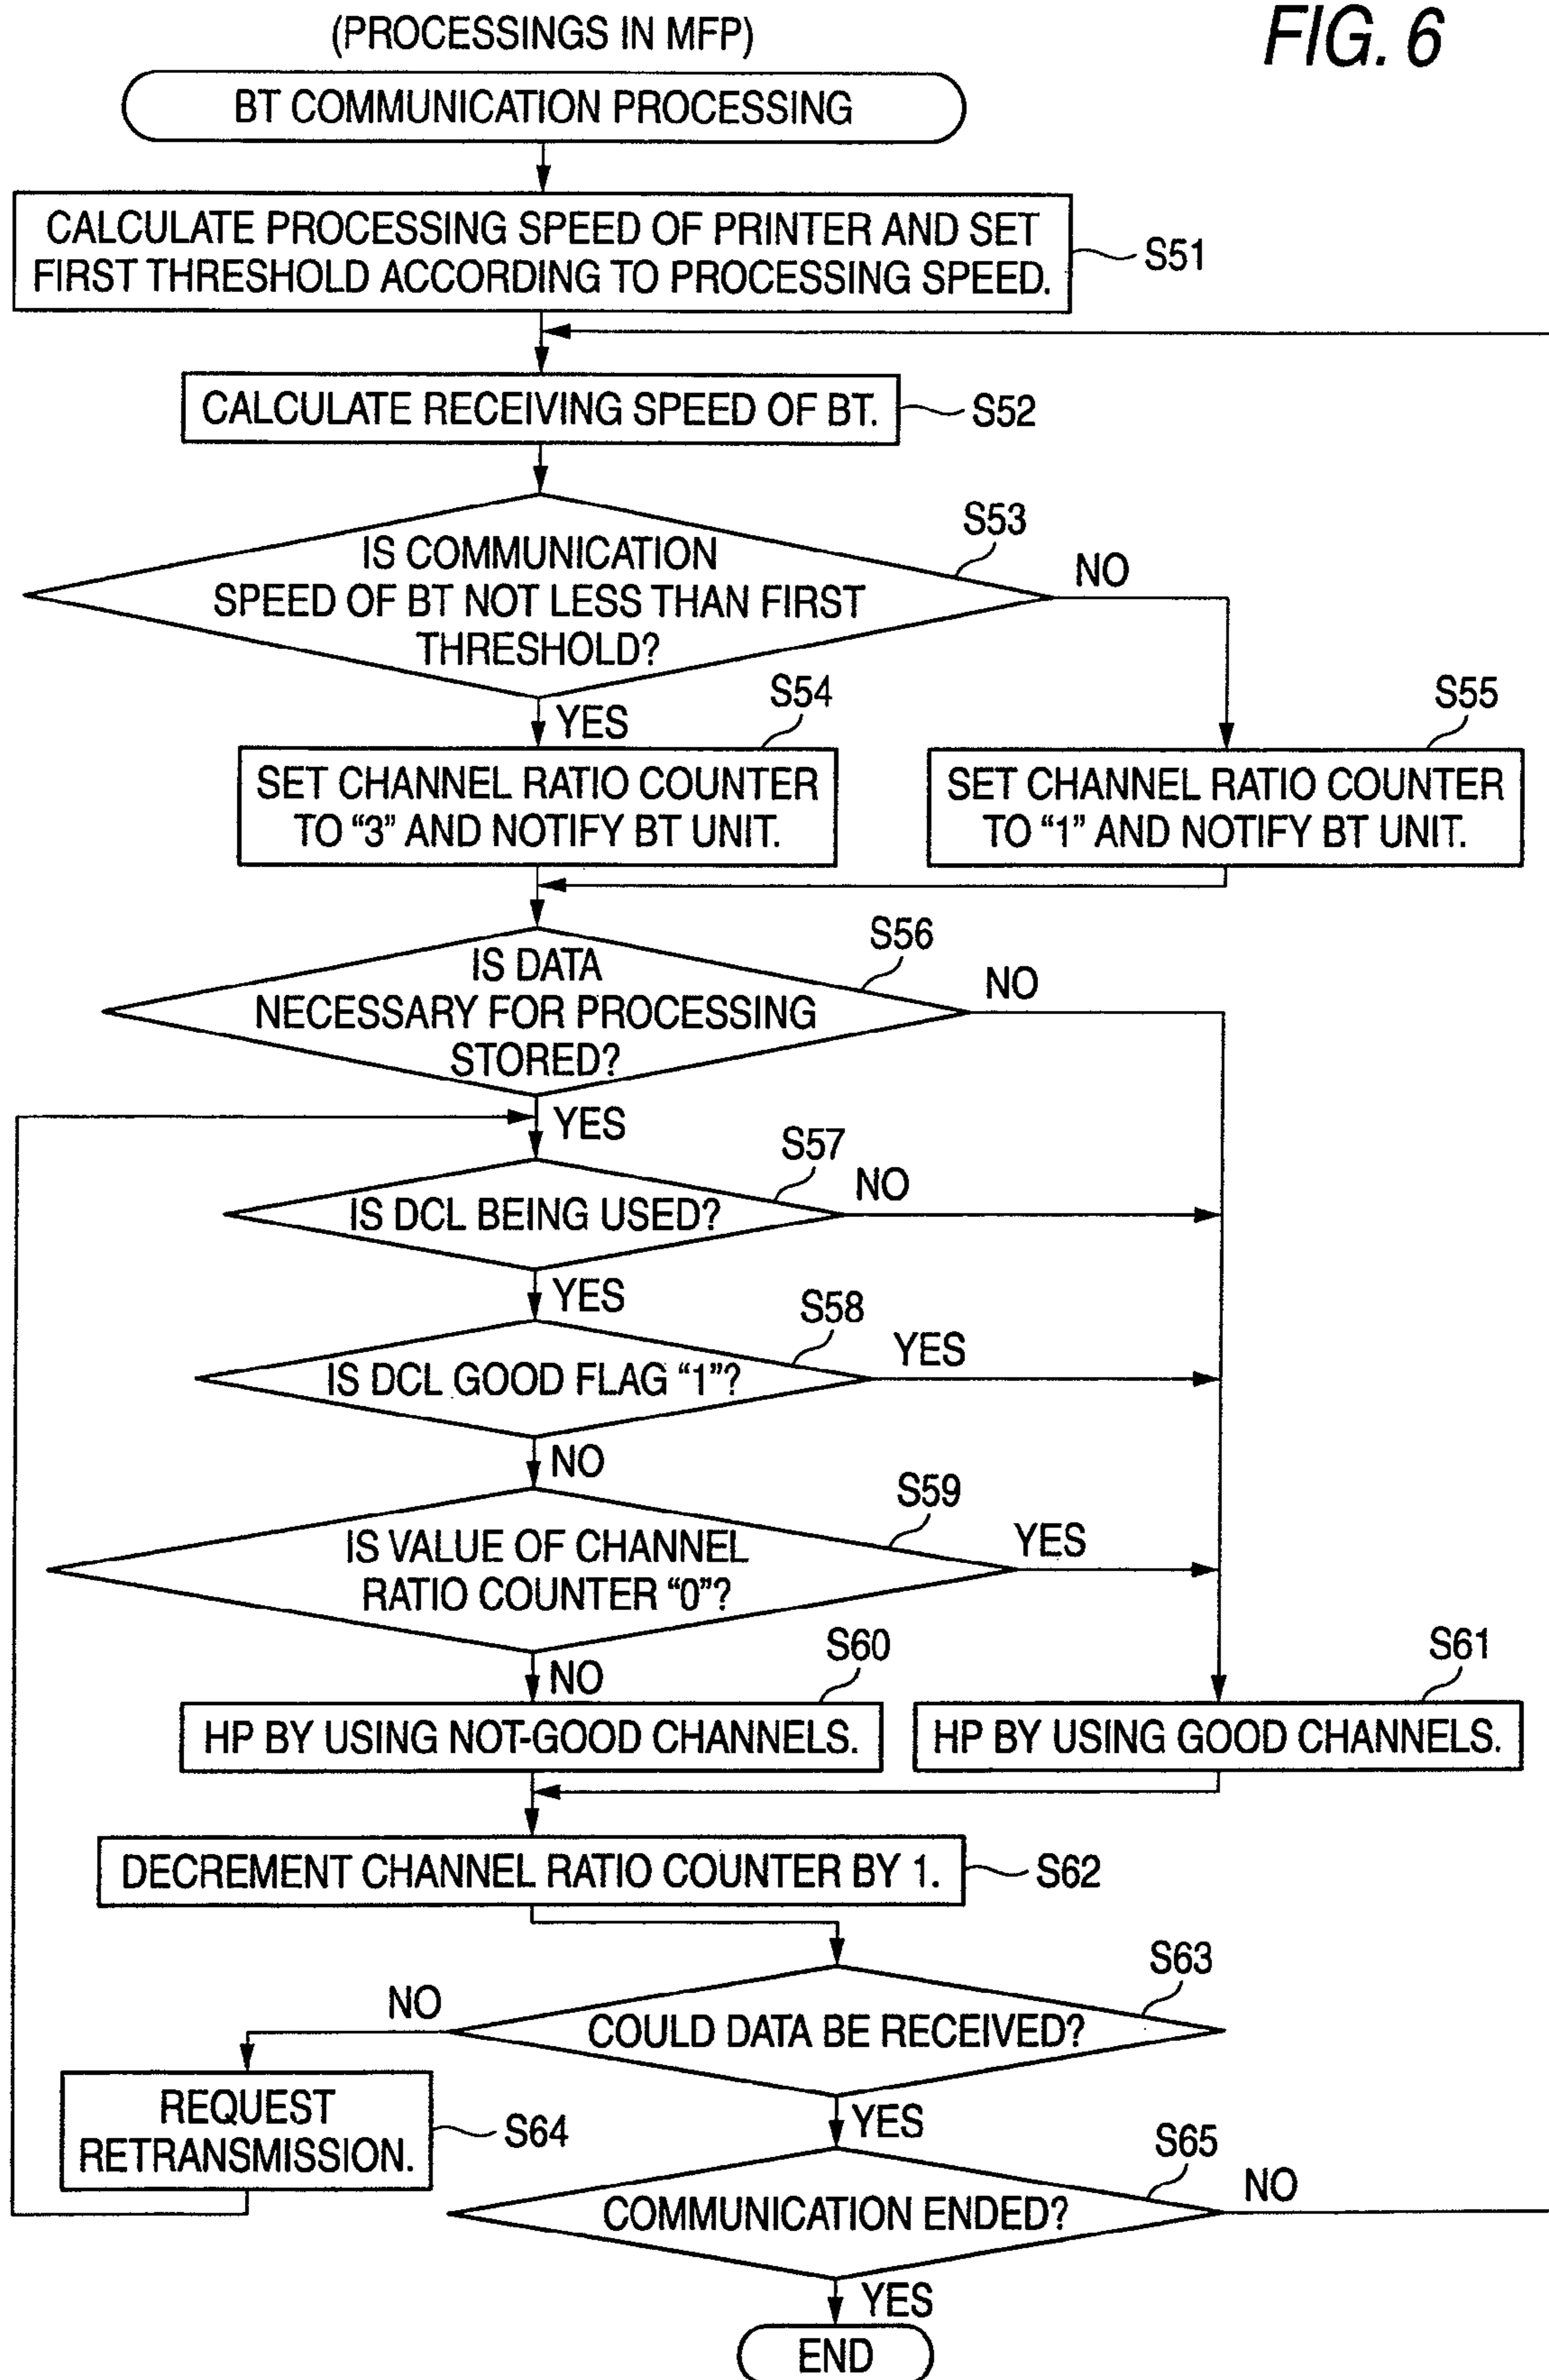 (PROCESSINGS IN MFP)
FIG. 6
BT COMMUNICATION PROCESSING
CALCULATE PROCESSING SPEED OF PRINTER AND SET
FIRST THRESHOLD ACCORDING TO PROCESSING SPEED.
S51
CALCULATE RECEIVING SPEED OF BT.
S52
S53
IS COMMUNICATION
SPEED OF BT NOT LESS THAN FIRST
THRESHOLD?
NO
YES
S54
SET CHANNEL RATIO COUNTER
TO “3” AND NOTIFY BT UNIT.
S55
SET CHANNEL RATIO COUNTER
TO “1” AND NOTIFY BT UNIT.
S56
IS DATA
NECESSARY FOR PROCESSING
STORED?
NO
YES
S57
IS DCL BEING USED?
NO
YES
S58
IS DCL GOOD FLAG “1”?
YES
NO
S59
IS VALUE OF CHANNEL
RATIO COUNTER “0”?
YES
NO
S60
HP BY USING NOT-GOOD CHANNELS.
S61
HP BY USING GOOD CHANNELS.
DECREMENT CHANNEL RATIO COUNTER BY 1.
S62
S63
COULD DATA BE RECEIVED?
NO
YES
REQUEST
RETRANSMISSION.
S64
S65
COMMUNICATION ENDED?
NO
YES
END